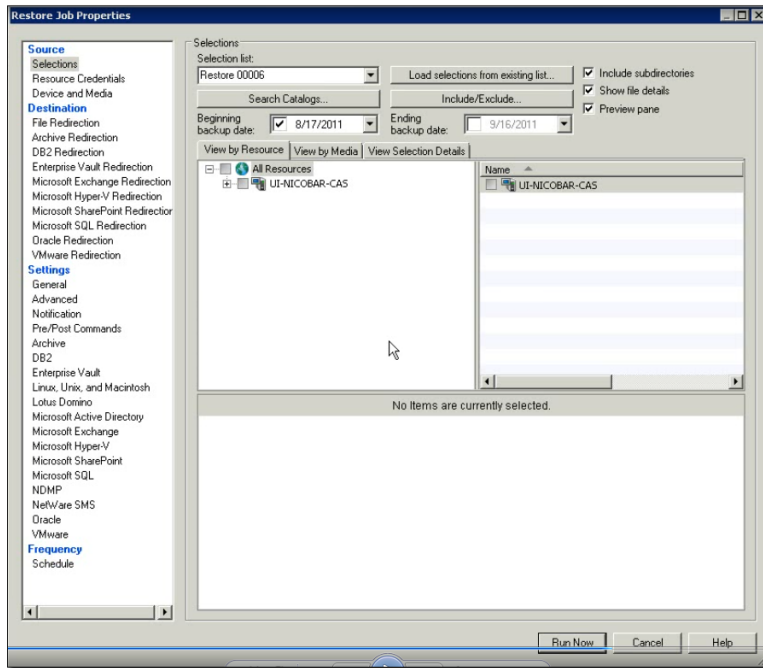 Restore Job Properties
Source
Selections
Resource Credentials
Device and Media
Destination
File Redirection
Archive Redirection
DB2 Redirection
Enterprise Vault Redirection
Microsoft Exchange Redirection
Microsoft Hyper-V Redirection
Microsoft SharePoint Redirection
Microsoft SQL Redirection
Oracle Redirection
VMware Redirection
Settings
General
Advanced
Notification
Pre/Post Commands
Archive
DB2
Enterprise Vault
Linux, Unix, and Macintosh
Lotus Domino
Microsoft Active Directory
Microsoft Exchange
Microsoft Hyper-V
Microsoft SharePoint
Microsoft SQL
NDMP
NetWare SMS
Oracle
VMware
Frequency
Schedule
Selections
Selection list:
Restore 00006
Load selections from existing list...
Include subdirectories
Search Catalogs...
Include/Exclude...
Show file details
Preview pane
Beginning backup date:
8/17/2011
Ending backup date:
9/16/2011
View by Resource
View by Media
View Selection Details
All Resources
UI-NICOBAR-CAS
Name
UI-NICOBAR-CAS
No Items are currently selected.
Run Now
Cancel
Help